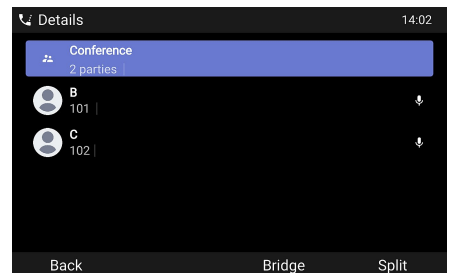 Details 14:02
Conference
2 parties |
B
101 |
C
102 |
Back Bridge Split